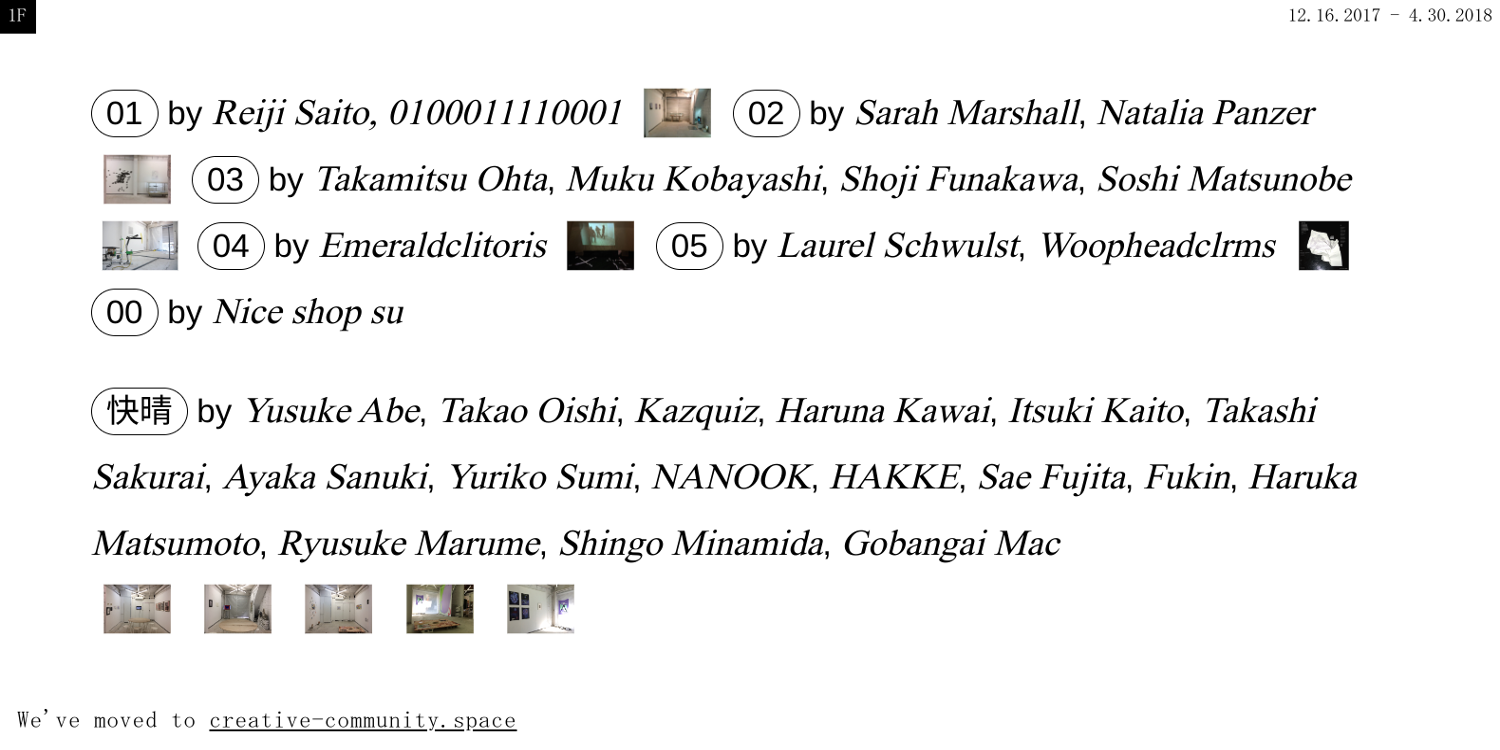 1F
12.16.2017 - 4.30.2018
01 by Reiji Saito, 0100011110001 02 by Sarah Marshall, Natalia Panzer
03 by Takamitsu Ohta, Muku Kobayashi, Shoji Funakawa, Soshi Matsunobe
04 by Emeraldclitoris 05 by Laurel Schwulst, Woopheadclrms
00 by Nice shop su
快晴 by Yusuke Abe, Takao Oishi, Kazquiz, Haruna Kawai, Itsuki Kaito, Takashi
Sakurai, Ayaka Sanuki, Yuriko Sumi, NANOOK, HAKKE, Sae Fujita, Fukin, Haruka
Matsumoto, Ryusuke Marume, Shingo Minamida, Gobangai Mac
We've moved to creative-community.space